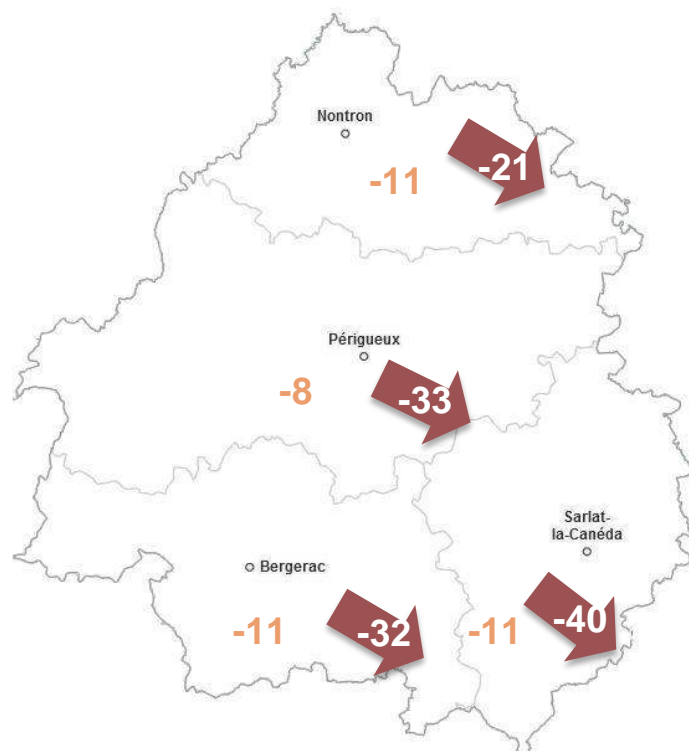 Nontron
-21
-11
Périgueux
-8
-33
Sarlat-
la-Canéda
Bergerac
-11
-32
-11
-40